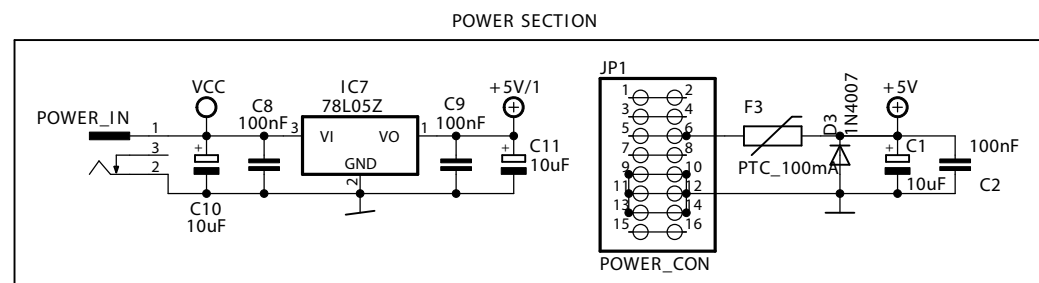 POWER SECTION
POWER_IN
1
3
2
VCC
C10
10uF
C8
100nF
IC7
78L05Z
3
VI
VO
1
GND
2
C9
100nF
+5V/1
C11
10uF
JP1
1 2
3 4
5 6
7 8
9 10
11 12
13 14
15 16
POWER_CON
F3
PTC_100mA
D3
1N4007
+5V
C1
10uF
100nF
C2